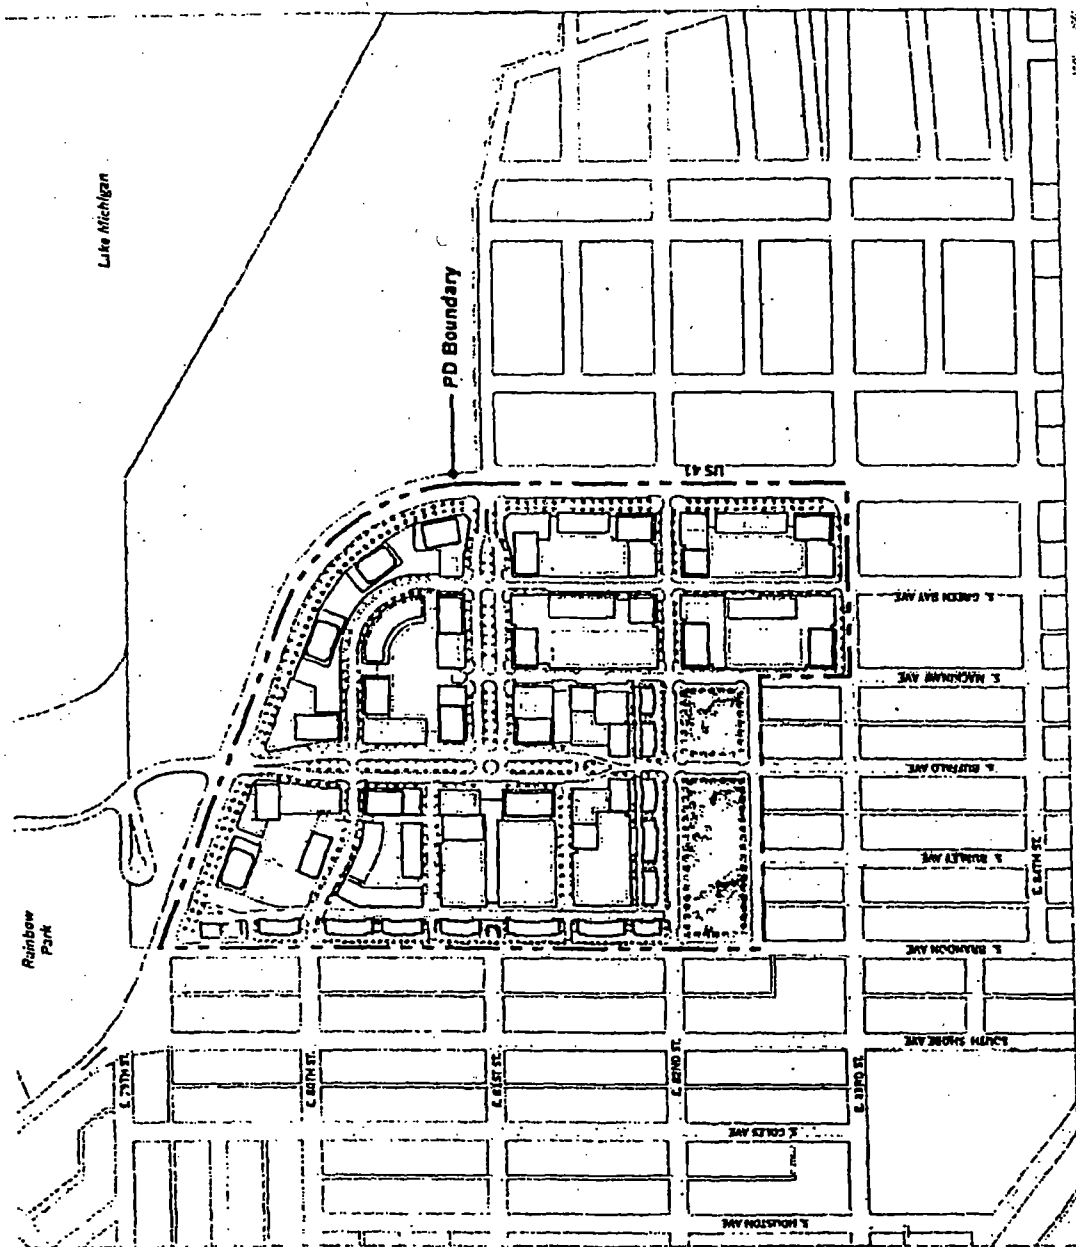 Lake Michigan
PD Boundary
US 41
S. GREEN BAY AVE
S. MACKINAW AVE
S. BUFFALO AVE
S. BURLEY AVE
E. 84TH ST.
Rainbow
Park
S. BRANDON AVE
SOUTH SHORE AVE
E. 79TH ST.
E. 80TH ST.
E. 81ST ST.
E. 82ND ST.
E. 83RD ST.
S. COLES AVE
S. HOUSTON AVE